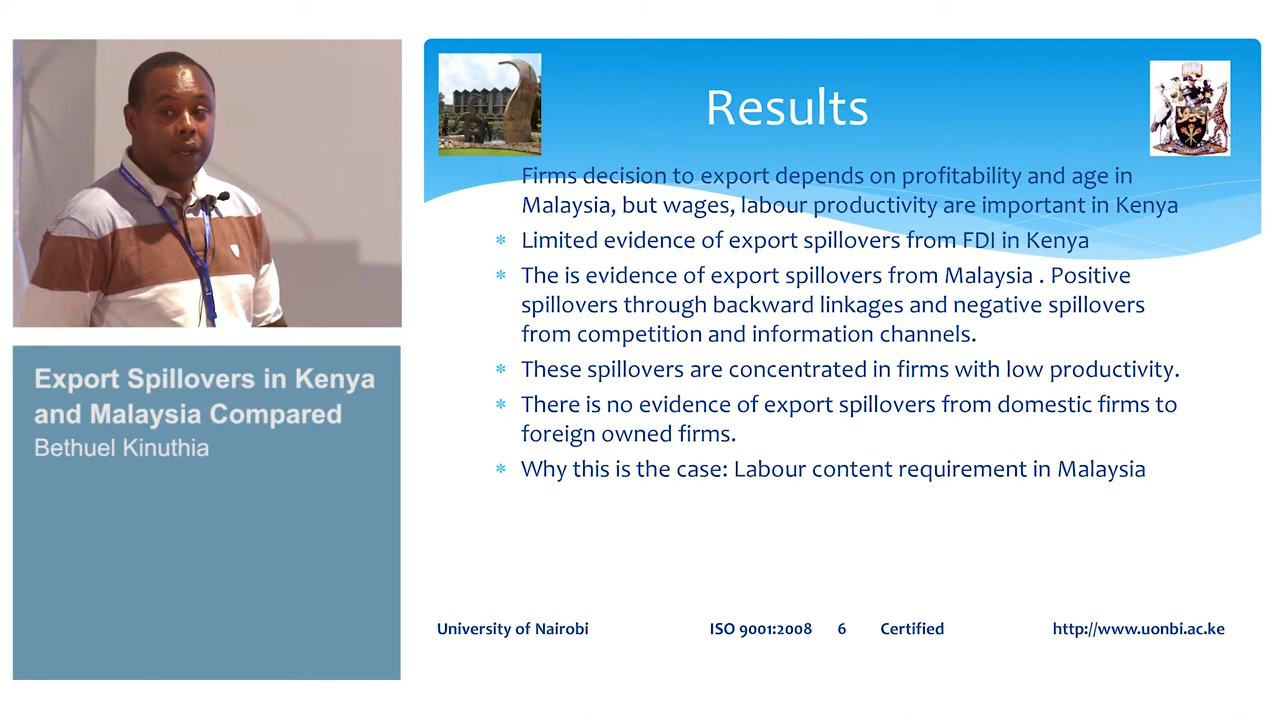 Export Spillovers in Kenya
and Malaysia Compared
Bethuel Kinuthia
Results
Firms decision to export depends on profitability and age in
Malaysia, but wages, labour productivity are important in Kenya
* Limited evidence of export spillovers from FDI in Kenya
* The is evidence of export spillovers from Malaysia . Positive
spillovers through backward linkages and negative spillovers
from competition and information channels.
* These spillovers are concentrated in firms with low productivity.
* There is no evidence of export spillovers from domestic firms to
foreign owned firms.
* Why this is the case: Labour content requirement in Malaysia
University of Nairobi ISO 9001:2008 6 Certified http://www.uonbi.ac.ke